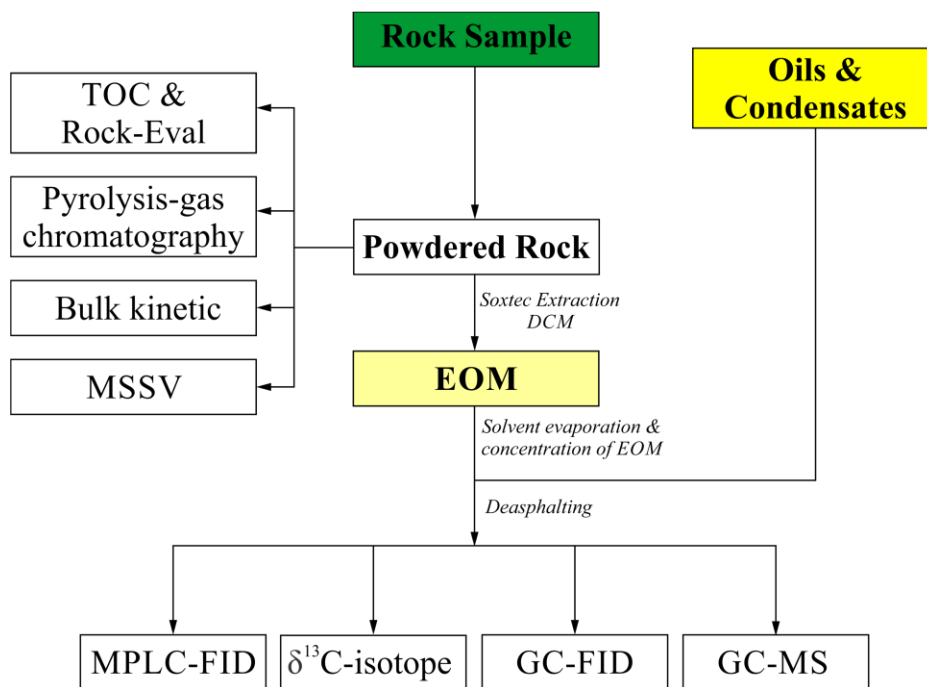 Rock Sample
Oils &
Condensates
TOC &
Rock-Eval
Pyrolysis-gas
chromatography
Powdered Rock
Bulk kinetic
MSSV
Soxtec Extraction
DCM
EOM
Solvent evaporation &
concentration of EOM
Deasphalting
MPLC-FID
δ¹³C-isotope
GC-FID
GC-MS